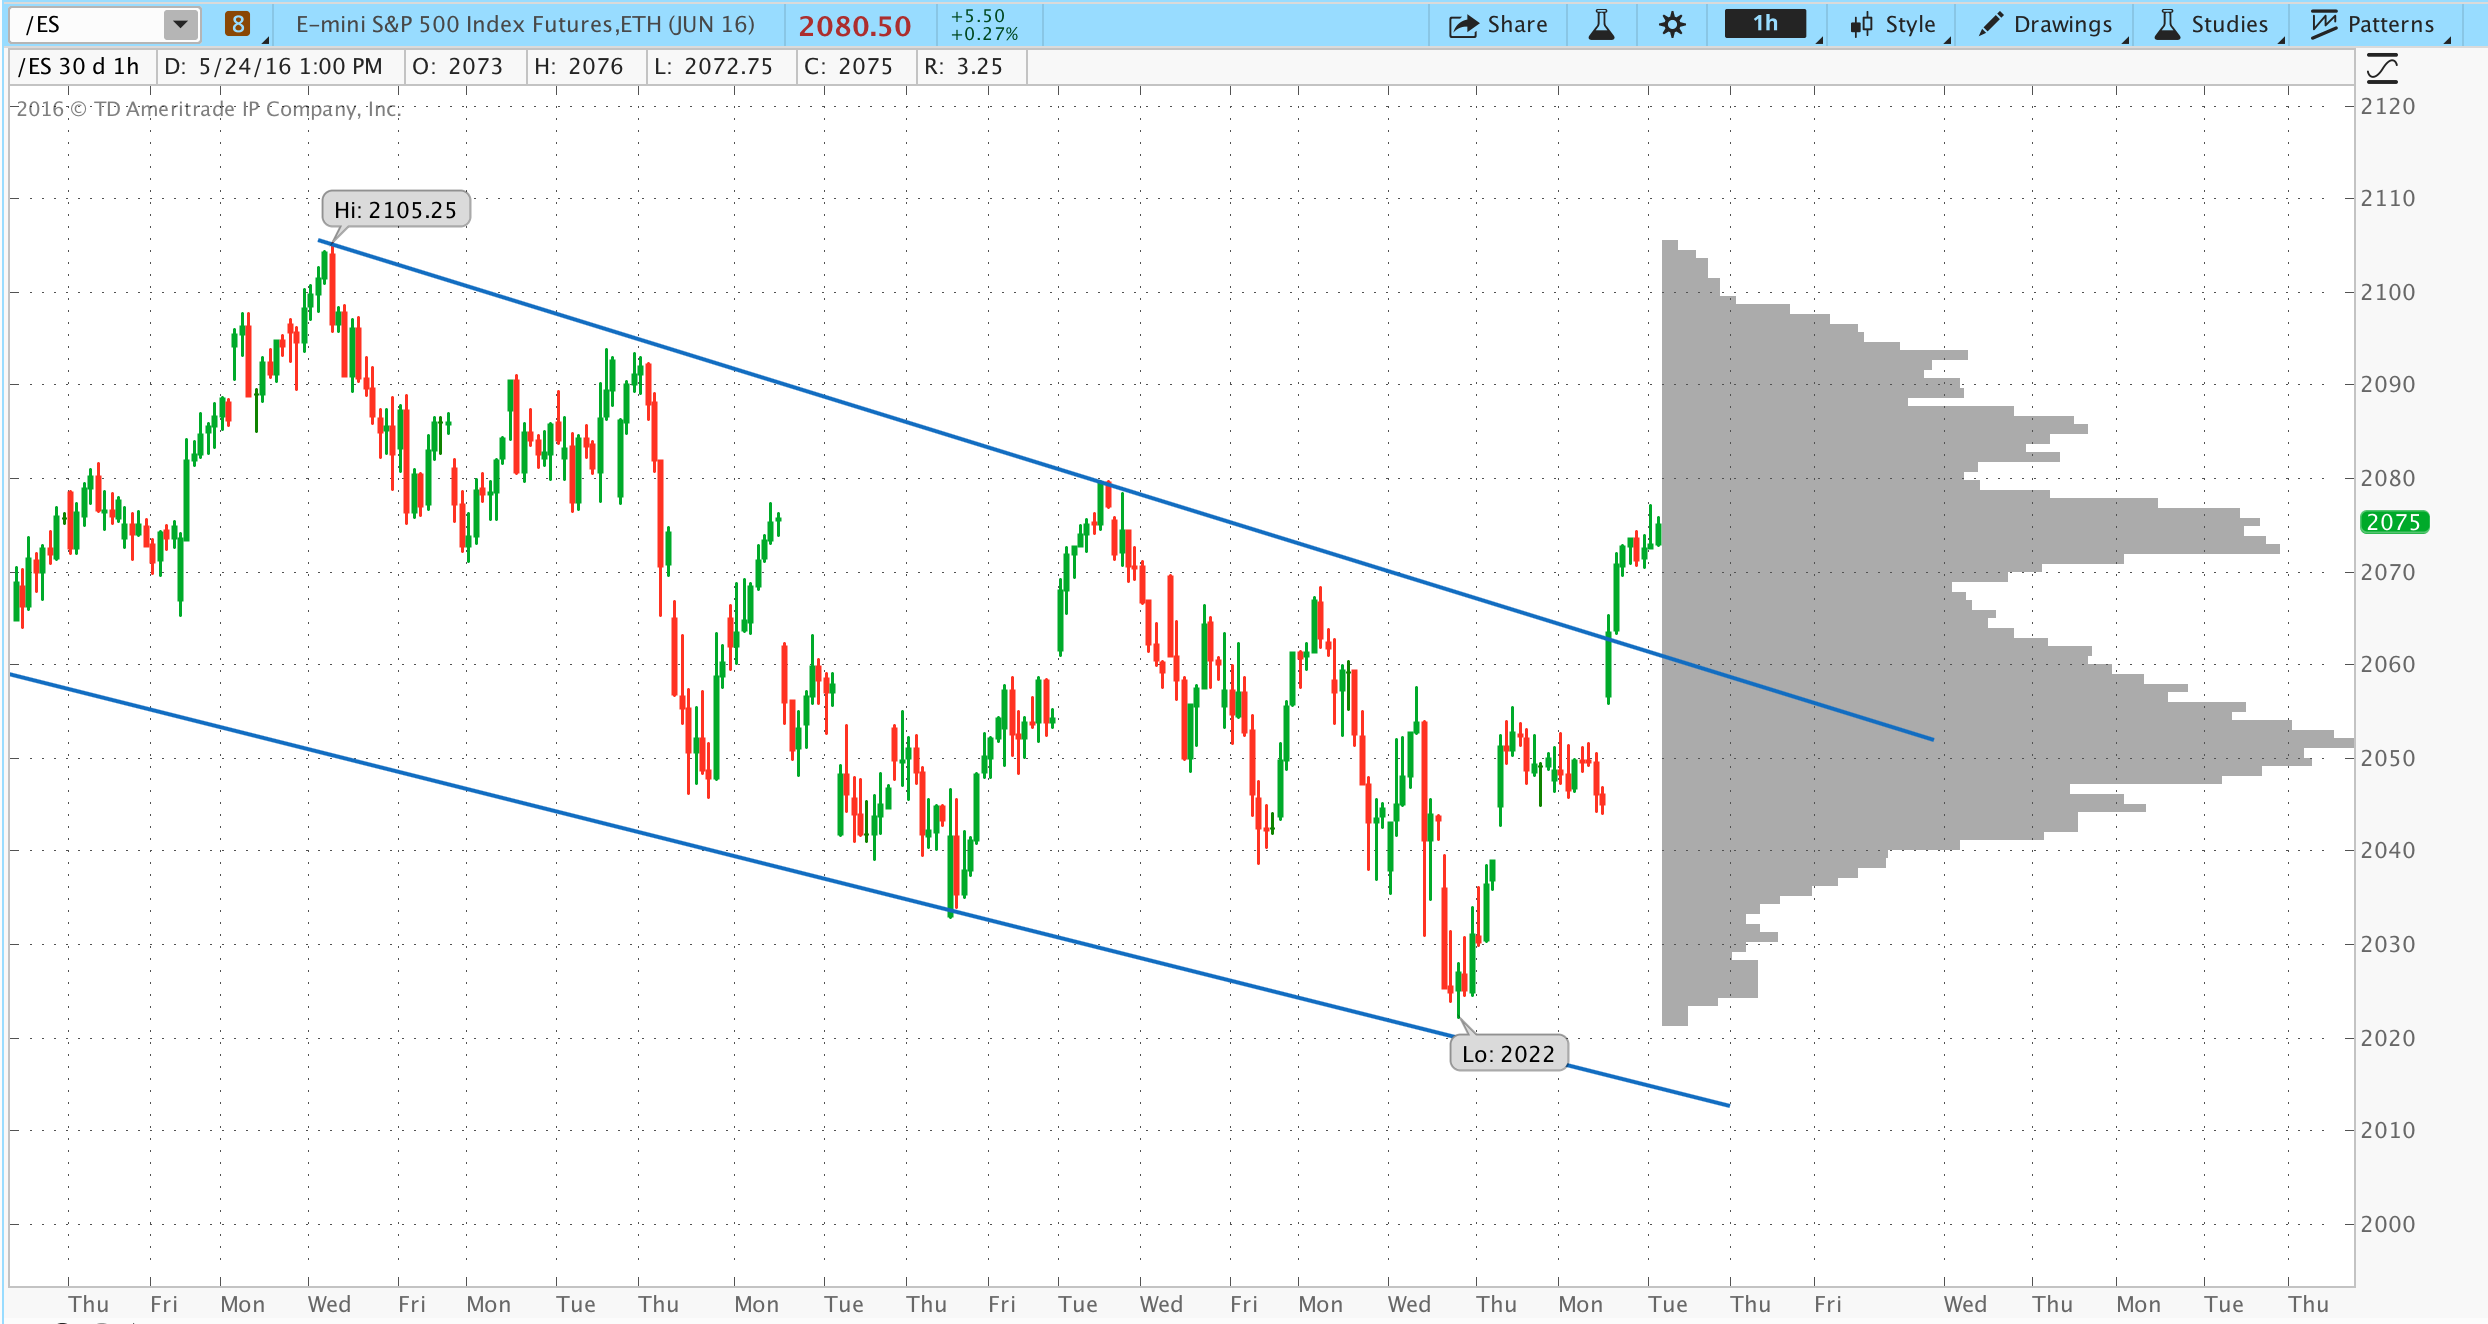 /ES 8 E-mini S&P 500 Index Futures,ETH (JUN 16) 2080.50 +5.50 Share 1h Style Drawings Studies Patterns
+0.27%
/ES 30 d 1h D: 5/24/16 1:00 PM O: 2073 H: 2076 L: 2072.75 C: 2075 R: 3.25
2016 © TD Ameritrade IP Company, Inc.
2120
2110
Hi: 2105.25
2100
2090
2080
2075
2070
2060
2050
2040
2030
2020
Lo: 2022
2010
2000
Thu Fri Mon Wed Fri Mon Tue Thu Mon Tue Thu Fri Tue Wed Fri Mon Wed Thu Mon Tue Thu Fri Wed Thu Mon Tue Thu